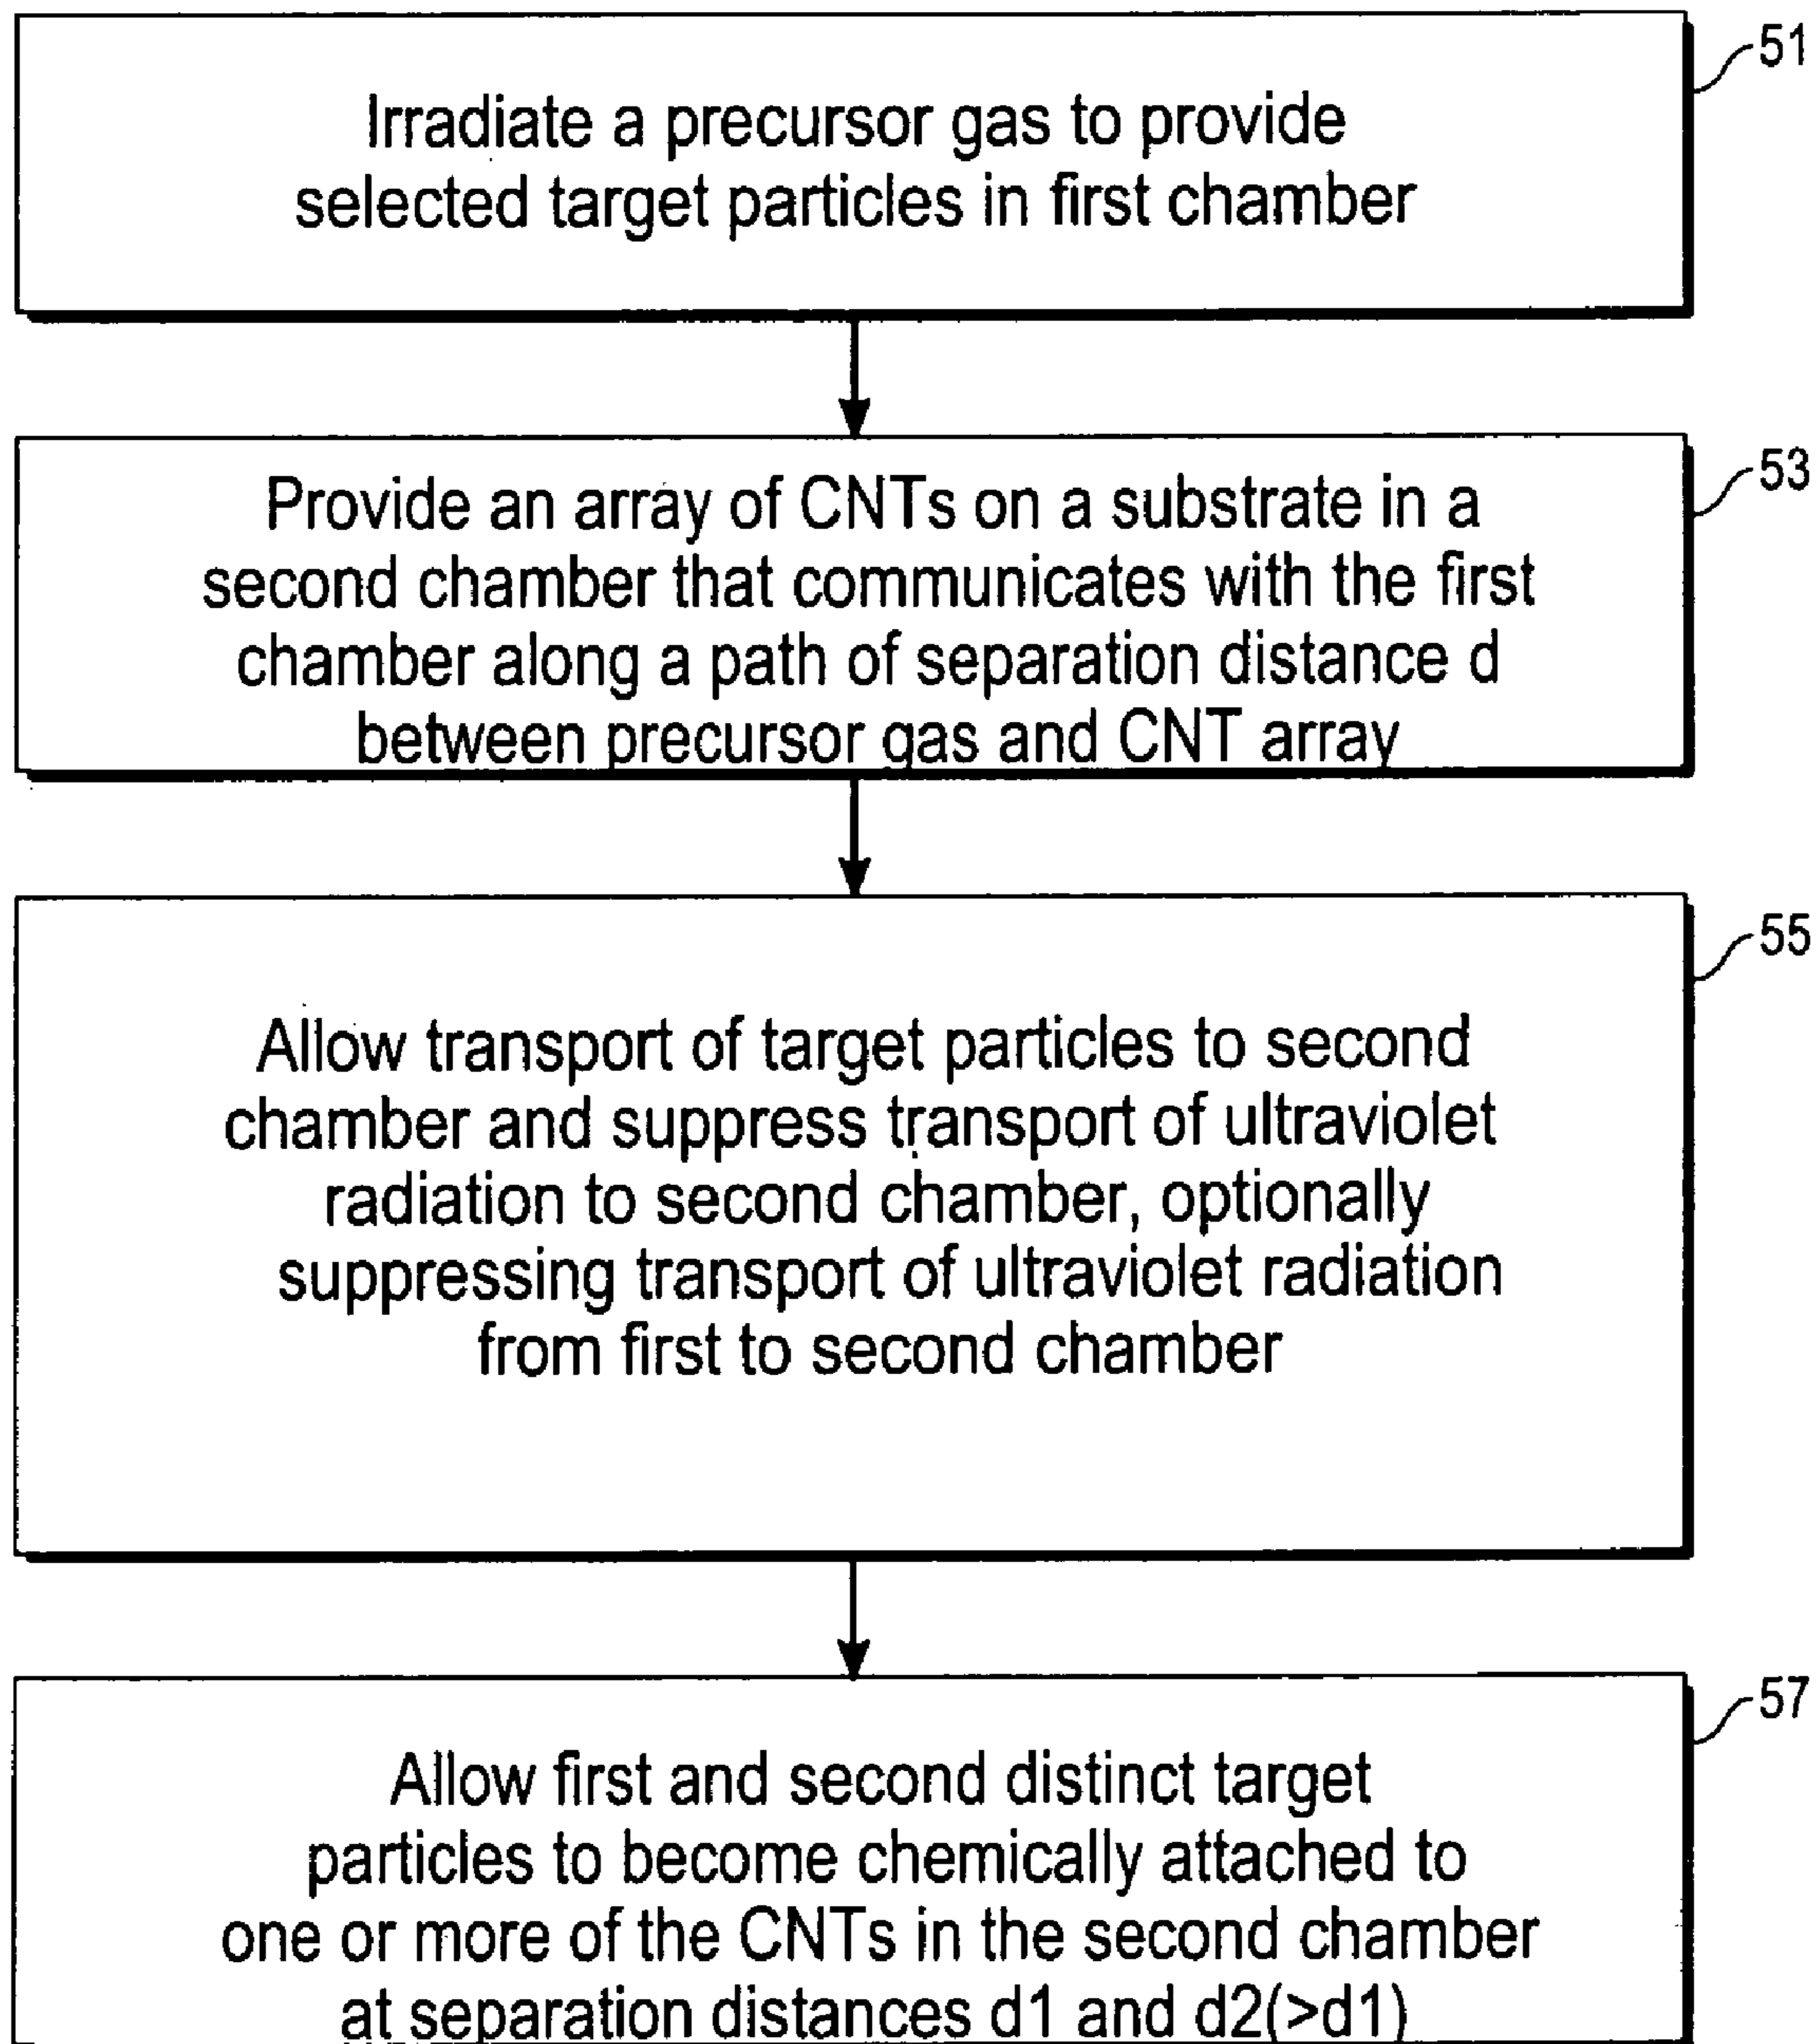 51
Irradiate a precursor gas to provide
selected target particles in first chamber
53
Provide an array of CNTs on a substrate in a
second chamber that communicates with the first
chamber along a path of separation distance d
between precursor gas and CNT array
55
Allow transport of target particles to second
chamber and suppress transport of ultraviolet
radiation to second chamber, optionally
suppressing transport of ultraviolet radiation
from first to second chamber
57
Allow first and second distinct target
particles to become chemically attached to
one or more of the CNTs in the second chamber
at separation distances d1 and d2(>d1)